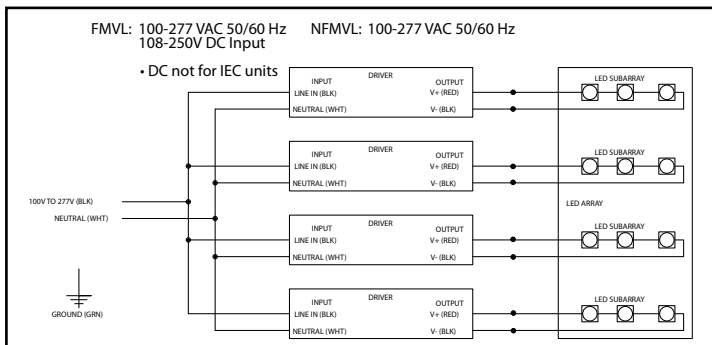 FMVL: 100-277 VAC 50/60 Hz NFMVL: 100-277 VAC 50/60 Hz
108-250V DC Input
• DC not for IEC units
DRIVER
INPUT OUTPUT
LINE IN (BLK) V+ (RED)
NEUTRAL (WHT) V- (BLK)
LED SUBARRAY
DRIVER
INPUT OUTPUT
LINE IN (BLK) V+ (RED)
NEUTRAL (WHT) V- (BLK)
LED SUBARRAY
100V TO 277V (BLK)
NEUTRAL (WHT)
LED ARRAY
DRIVER
INPUT OUTPUT
LINE IN (BLK) V+ (RED)
NEUTRAL (WHT) V- (BLK)
LED SUBARRAY
GROUND (GRN)
DRIVER
INPUT OUTPUT
LINE IN (BLK) V+ (RED)
NEUTRAL (WHT) V- (BLK)
LED SUBARRAY